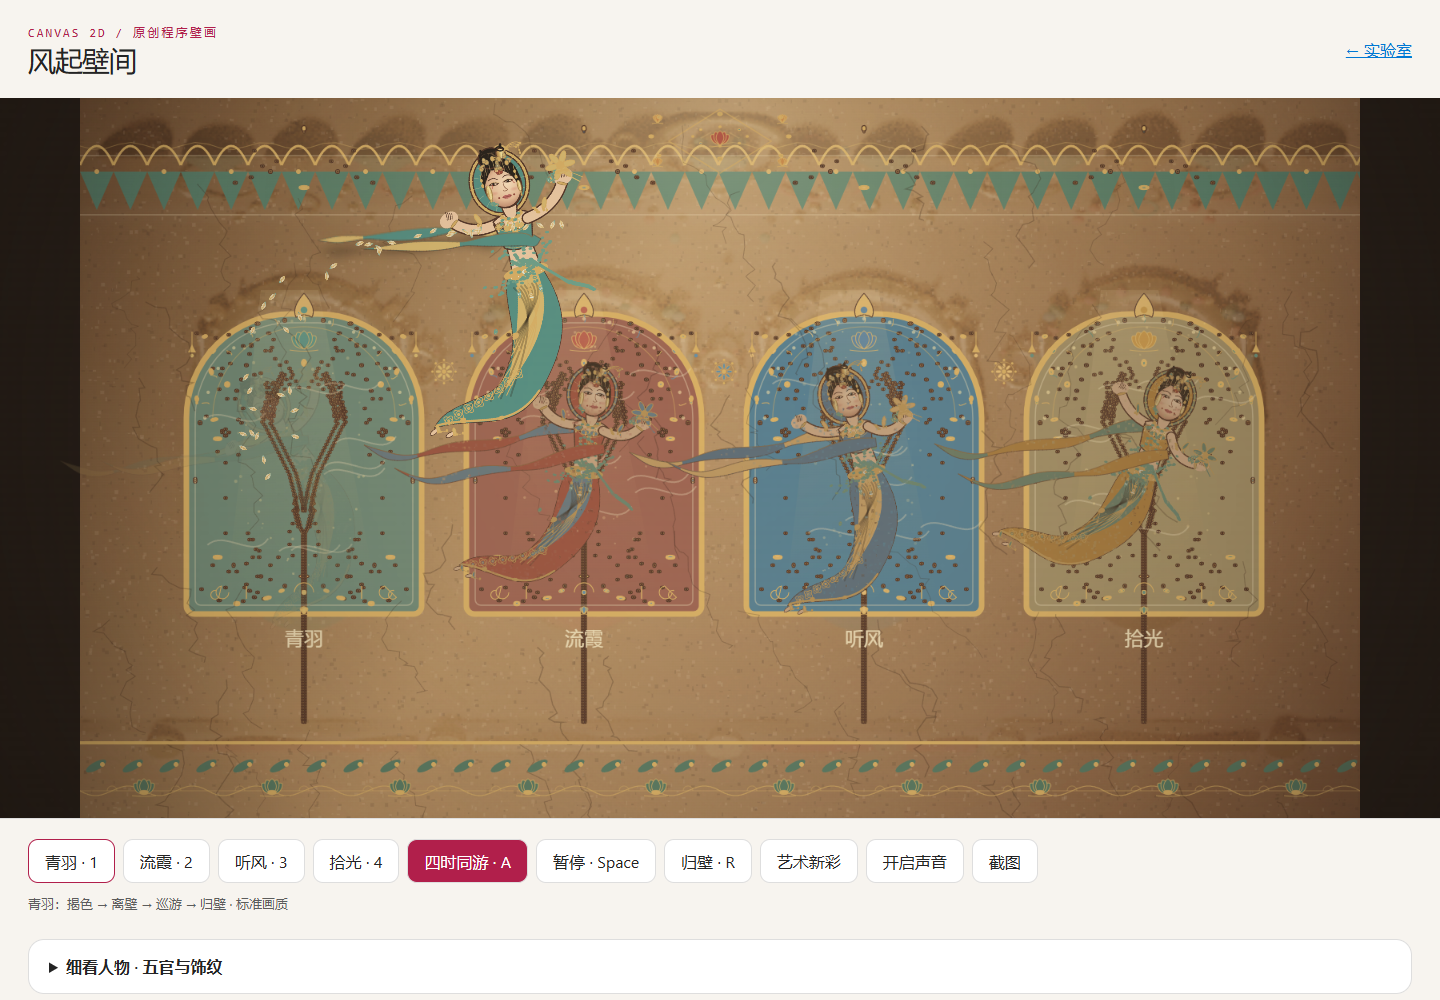 CANVAS 2D / 原创程序壁画
风起壁间
← 实验室
青羽
流霞
听风
拾光
青羽 · 1
流霞 · 2
听风 · 3
拾光 · 4
四时同游 · A
暂停 · Space
归壁 · R
艺术新彩
开启声音
截图
青羽：揭色 → 离壁 → 巡游 → 归壁 · 标准画质
▶ 细看人物 · 五官与饰纹